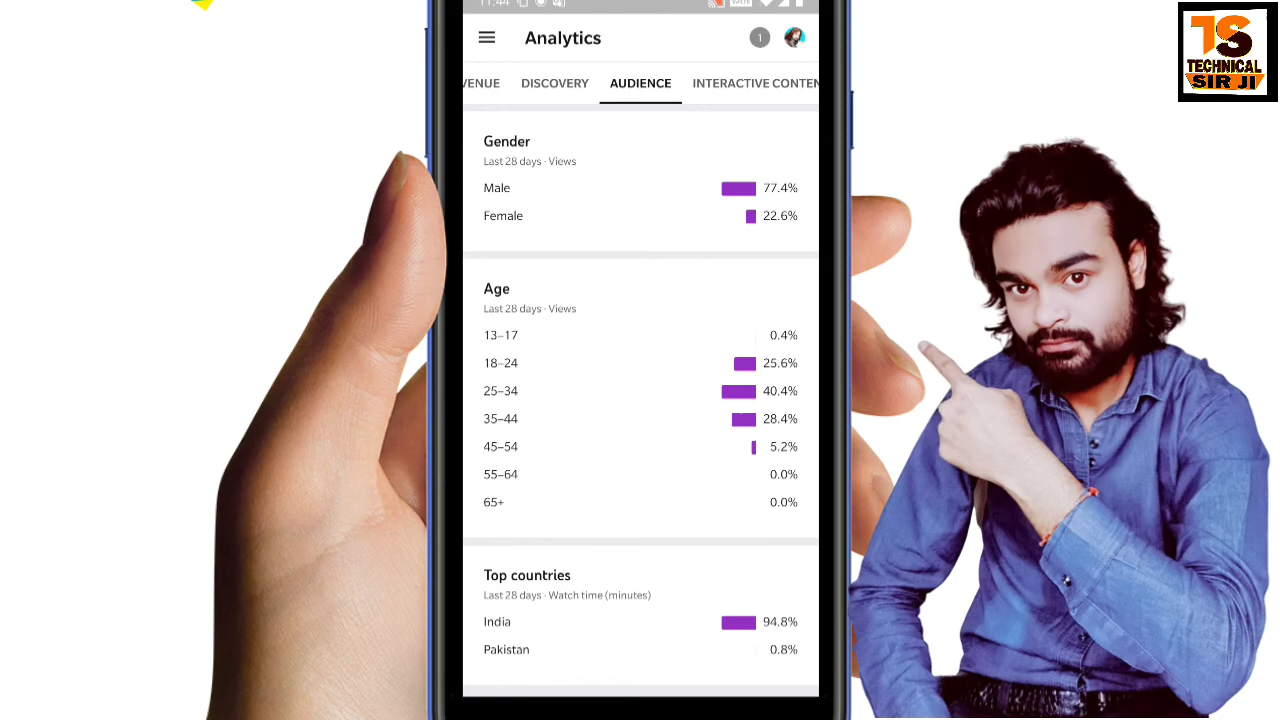 11:44
Analytics
1
VENUE DISCOVERY AUDIENCE INTERACTIVE CONTEN
Gender
Last 28 days · Views
Male 77.4%
Female 22.6%
Age
Last 28 days · Views
13–17 0.4%
18–24 25.6%
25–34 40.4%
35–44 28.4%
45–54 5.2%
55–64 0.0%
65+ 0.0%
Top countries
Last 28 days · Watch time (minutes)
India 94.8%
Pakistan 0.8%
TS
TECHNICAL
SIR JI